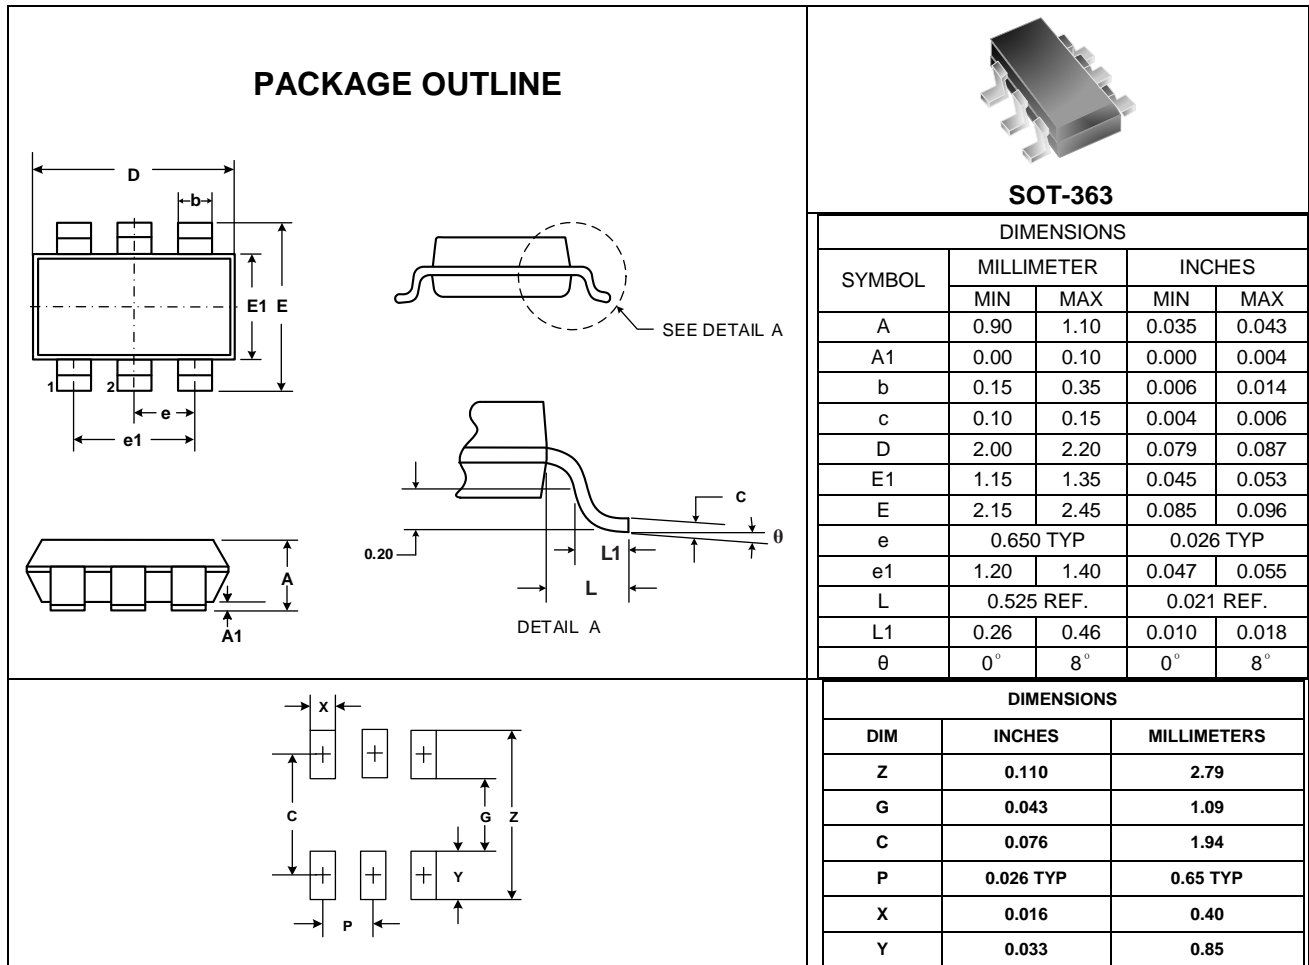 PACKAGE OUTLINE
D
b
E1 E
1 2
e
e1
SEE DETAIL A
C
θ
0.20
L1
L
DETAIL A
A
A1
SOT-363
DIMENSIONS
SYMBOL MILLIMETER INCHES
MIN MAX MIN MAX
A 0.90 1.10 0.035 0.043
A1 0.00 0.10 0.000 0.004
b 0.15 0.35 0.006 0.014
c 0.10 0.15 0.004 0.006
D 2.00 2.20 0.079 0.087
E1 1.15 1.35 0.045 0.053
E 2.15 2.45 0.085 0.096
e 0.650 TYP 0.026 TYP
e1 1.20 1.40 0.047 0.055
L 0.525 REF. 0.021 REF.
L1 0.26 0.46 0.010 0.018
θ 0° 8° 0° 8°
X
C
G Z
Y
P
DIMENSIONS
DIM INCHES MILLIMETERS
Z 0.110 2.79
G 0.043 1.09
C 0.076 1.94
P 0.026 TYP 0.65 TYP
X 0.016 0.40
Y 0.033 0.85